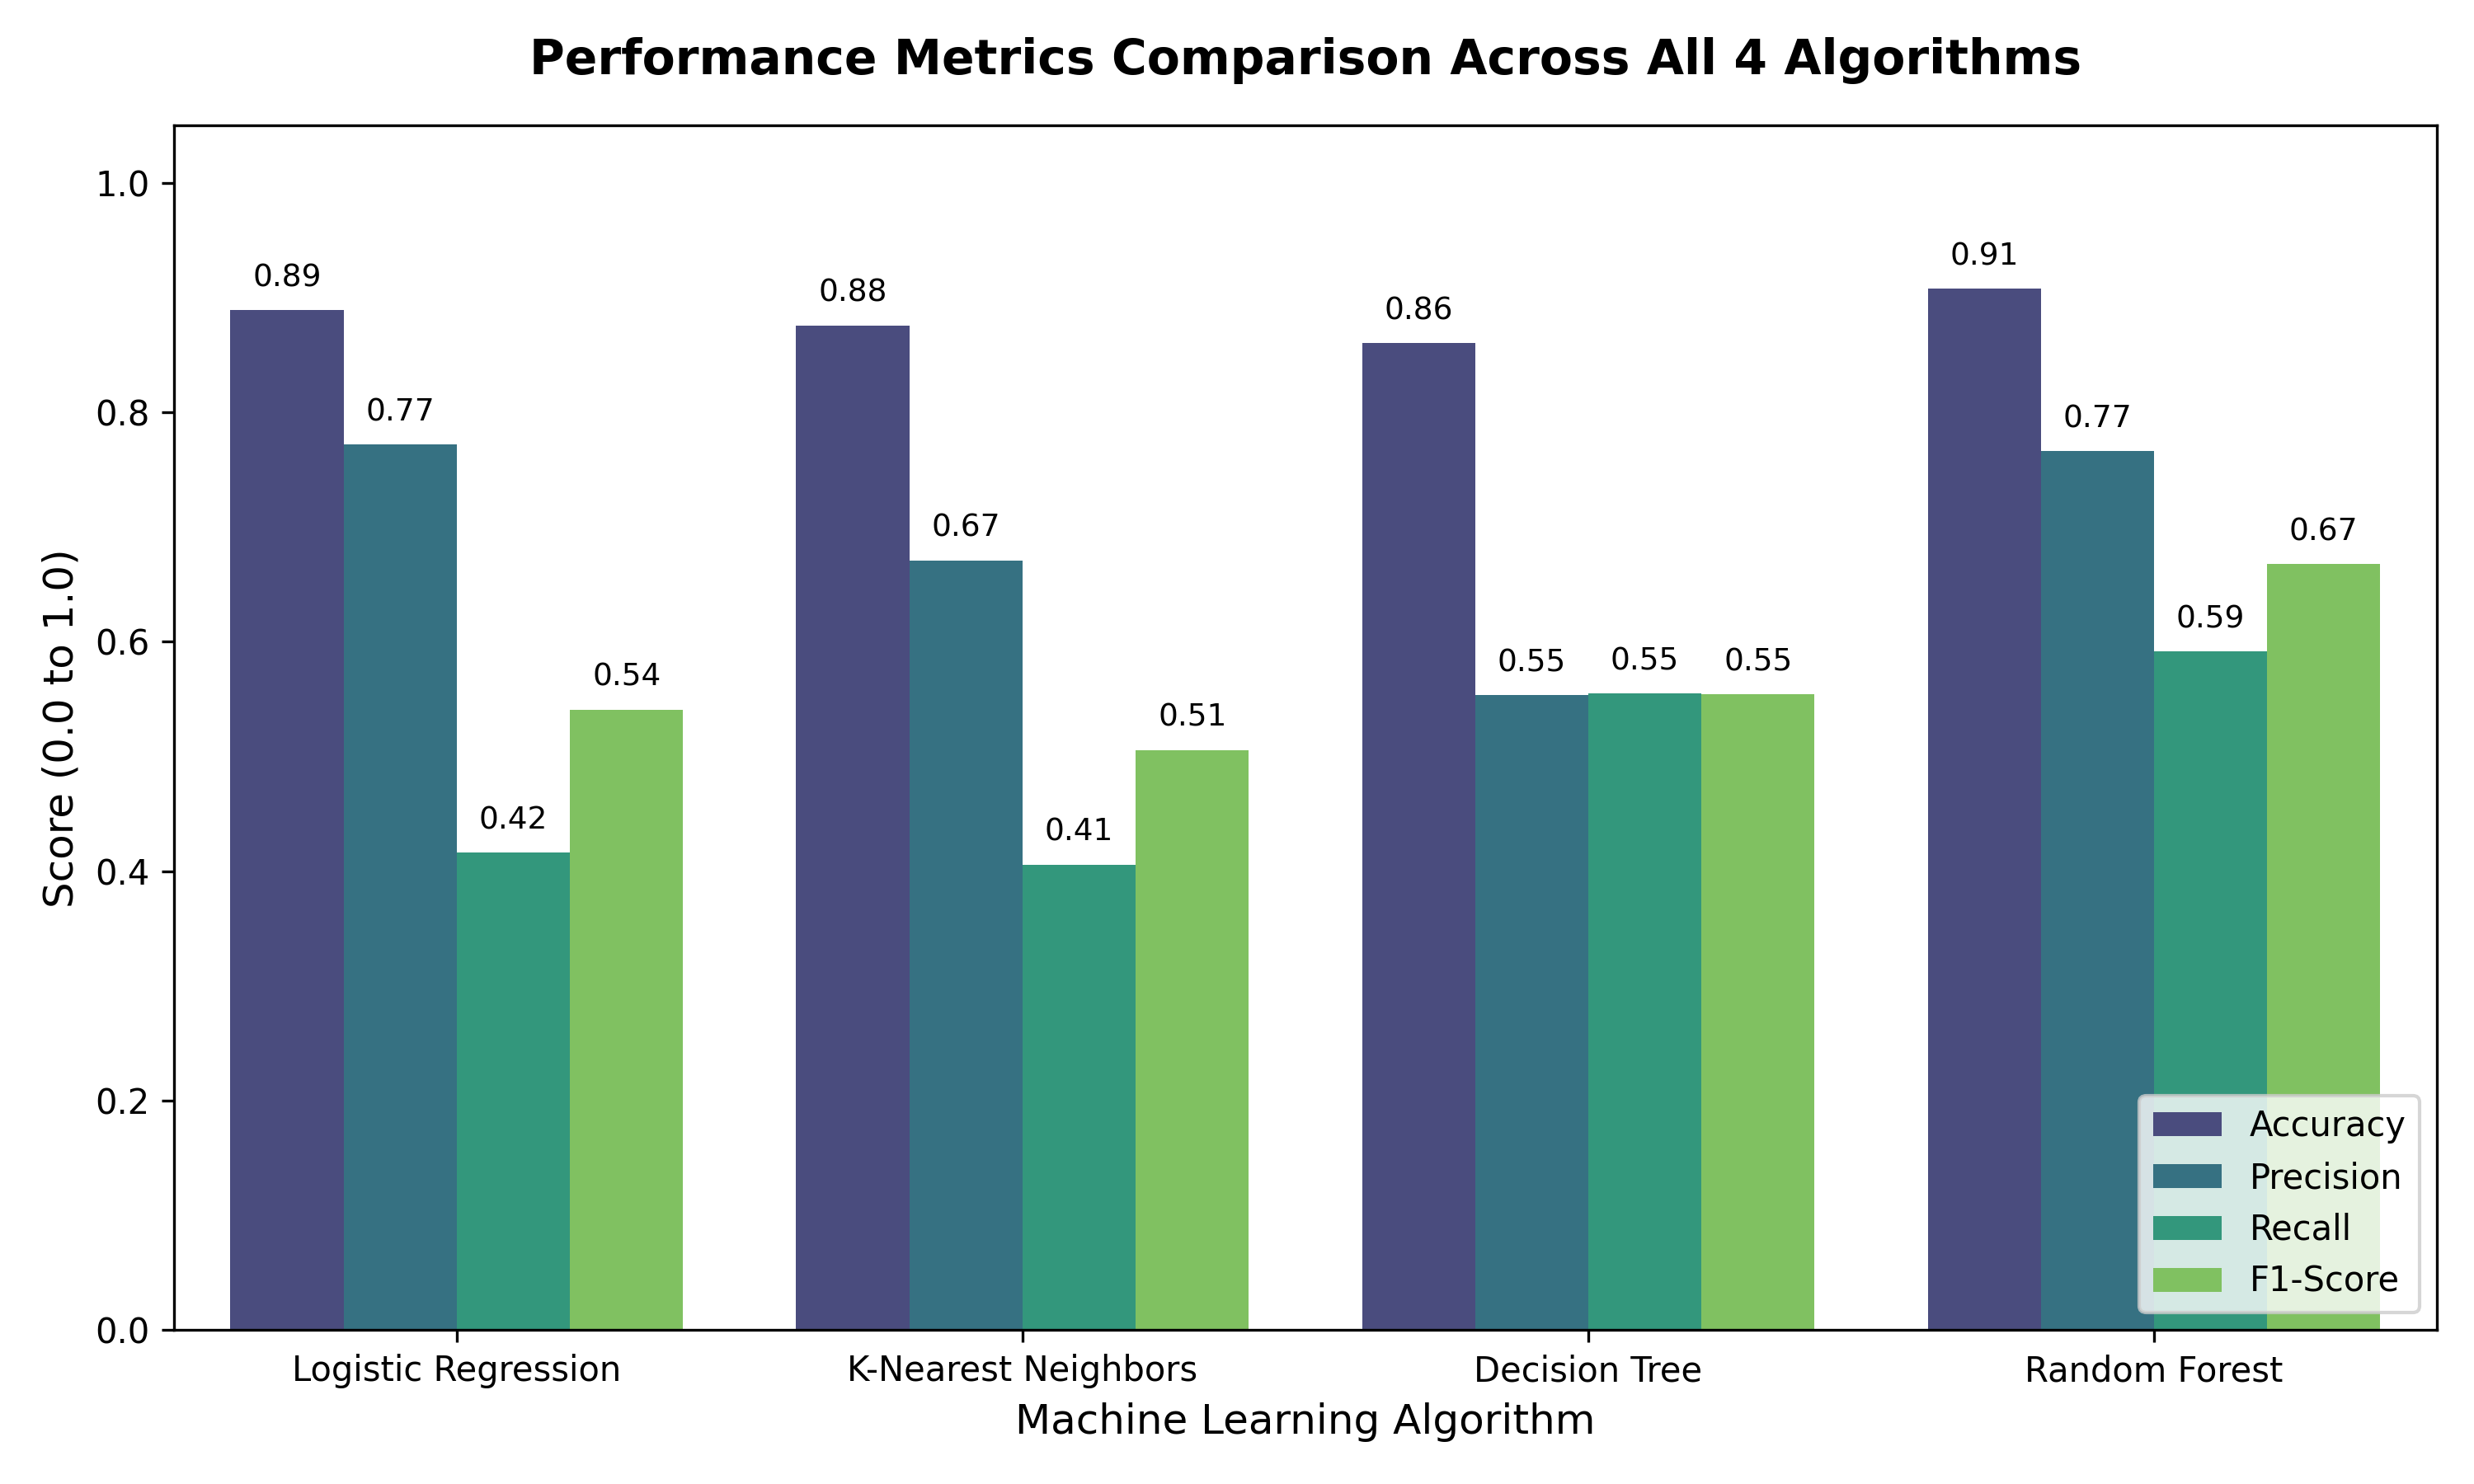 Performance Metrics Comparison Across All 4 Algorithms
Score (0.0 to 1.0)
1.0
0.8
0.6
0.4
0.2
0.0
0.89
0.77
0.42
0.54
0.88
0.67
0.41
0.51
0.86
0.55
0.55
0.55
0.91
0.77
0.59
0.67
Accuracy
Precision
Recall
F1-Score
Logistic Regression
K-Nearest Neighbors
Decision Tree
Random Forest
Machine Learning Algorithm